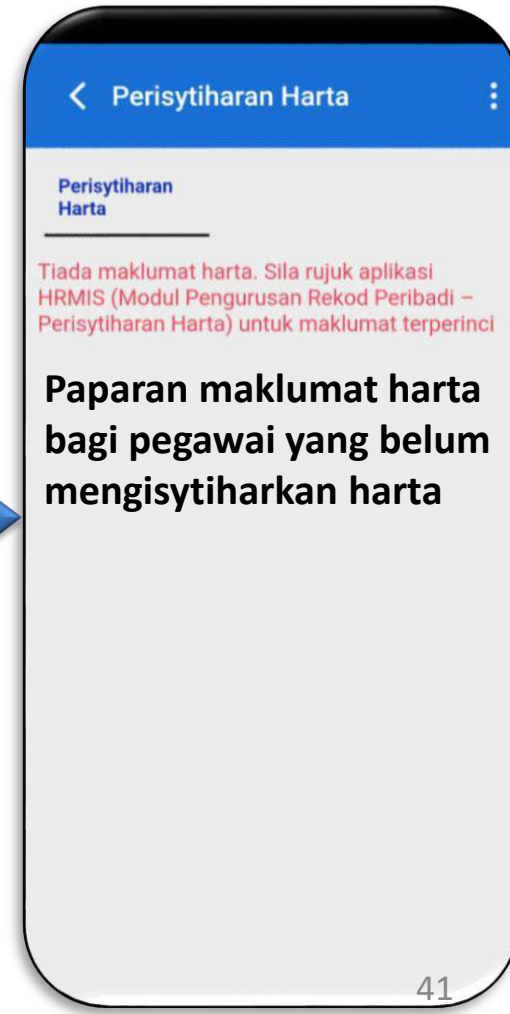 Perisytiharan Harta
Perisytiharan
Harta
Tiada maklumat harta. Sila rujuk aplikasi
HRMIS (Modul Pengurusan Rekod Peribadi –
Perisytiharan Harta) untuk maklumat terperinci
Paparan maklumat harta
bagi pegawai yang belum
mengisytiharkan harta
41